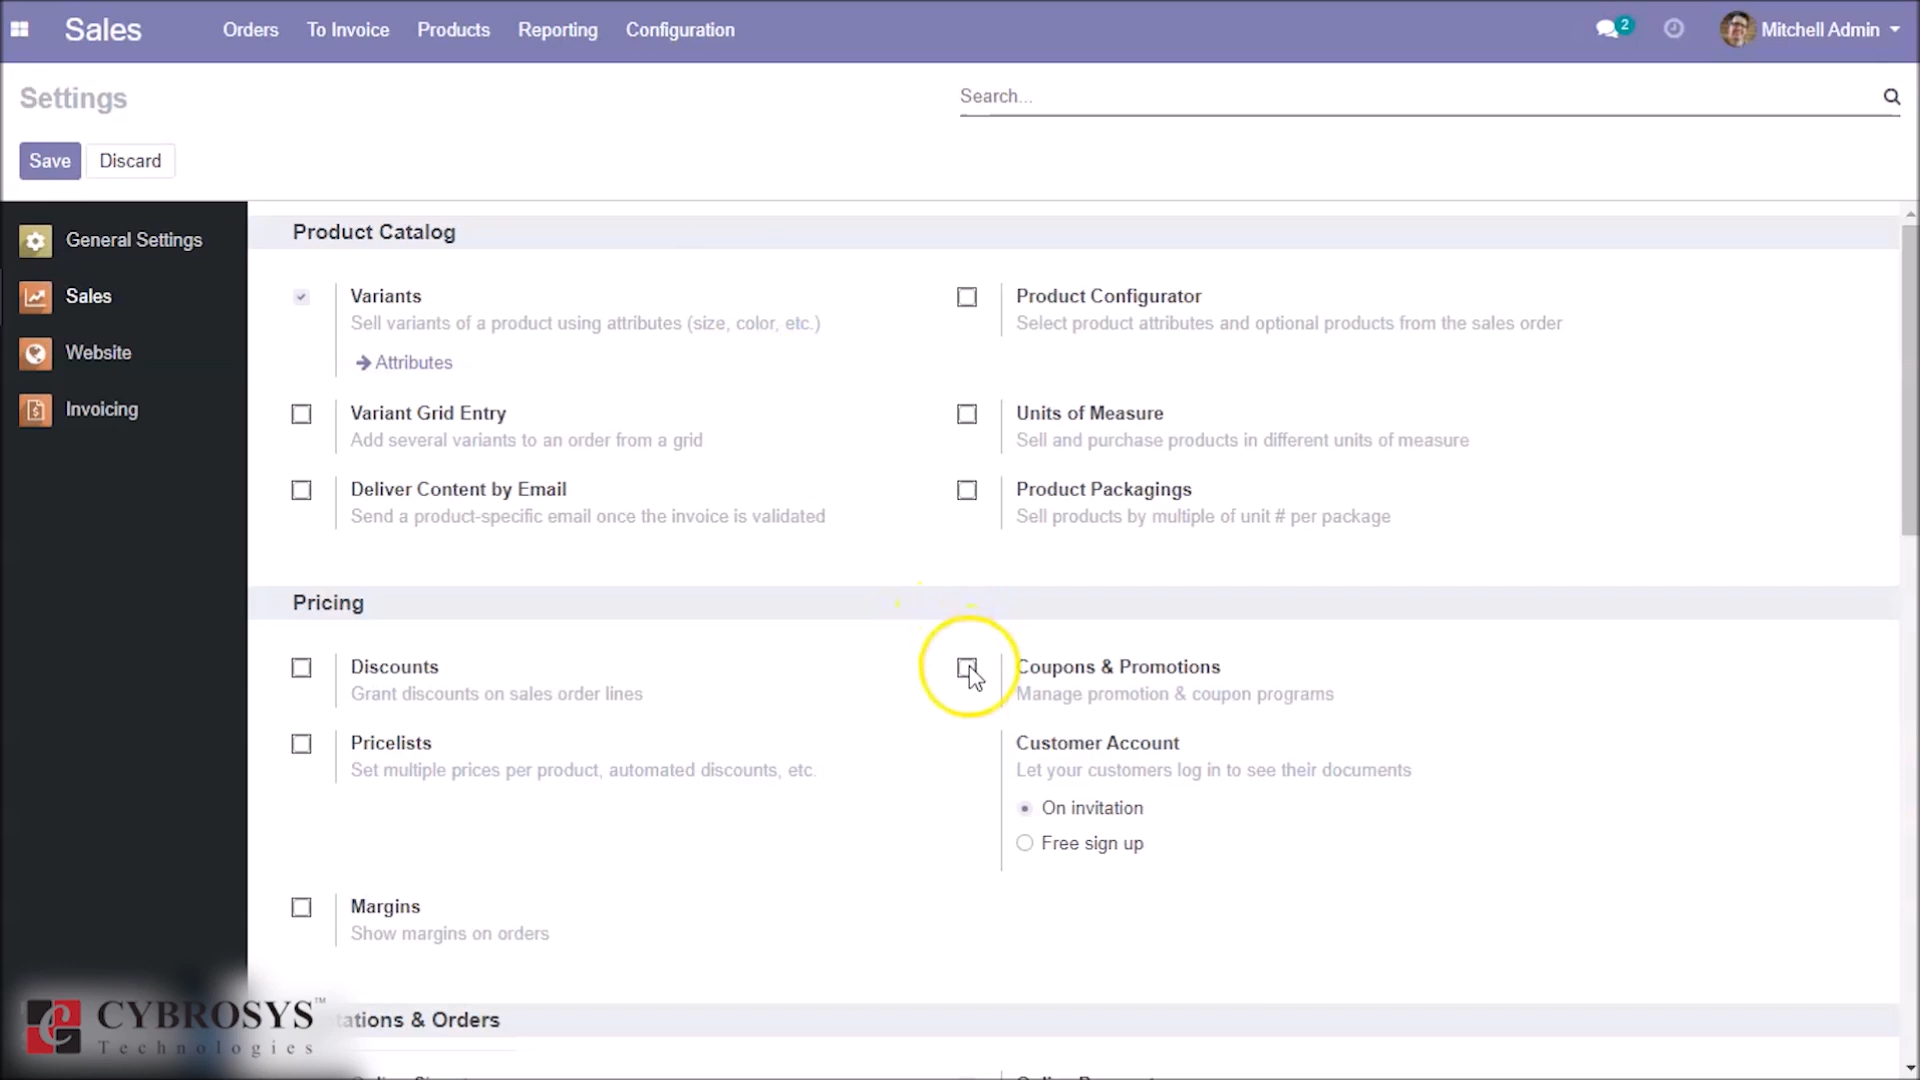 Sales
Orders
To Invoice
Products
Reporting
Configuration
2
Mitchell Admin
Settings
Search...
Save
Discard
General Settings
Sales
Website
Invoicing
Product Catalog
Variants
Sell variants of a product using attributes (size, color, etc.)
Attributes
Product Configurator
Select product attributes and optional products from the sales order
Variant Grid Entry
Add several variants to an order from a grid
Units of Measure
Sell and purchase products in different units of measure
Deliver Content by Email
Send a product-specific email once the invoice is validated
Product Packagings
Sell products by multiple of unit # per package
Pricing
Discounts
Grant discounts on sales order lines
Coupons & Promotions
Manage promotion & coupon programs
Pricelists
Set multiple prices per product, automated discounts, etc.
Customer Account
Let your customers log in to see their documents
On invitation
Free sign up
Margins
Show margins on orders
CYBROSYS™
Technologies
tations & Orders